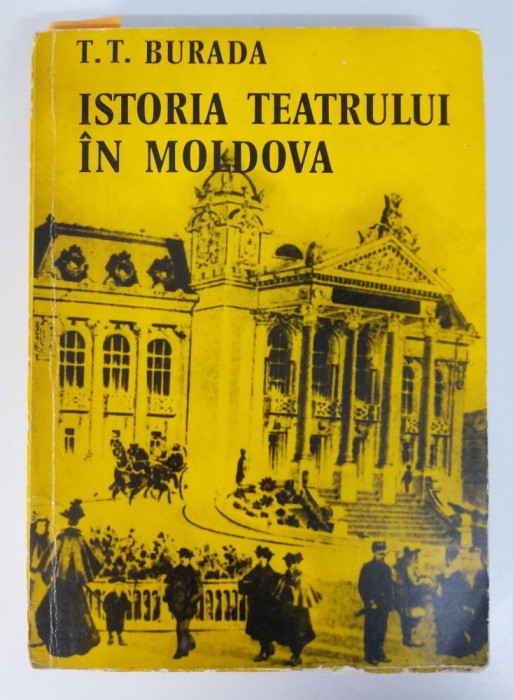 T. T. BURADA
ISTORIA TEATRULUI
ÎN MOLDOVA